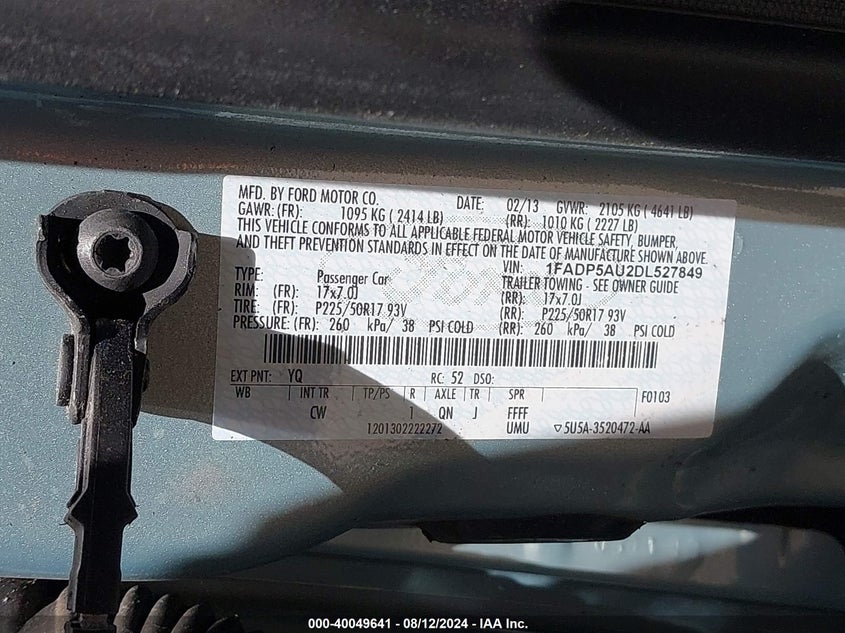 MFD. BY FORD MOTOR CO. DATE: 02/13 GVWR: 2105 KG ( 4641 LB)
GAWR: (FR): 1095 KG ( 2414 LB) (RR): 1010 KG ( 2227 LB)
THIS VEHICLE CONFORMS TO ALL APPLICABLE FEDERAL MOTOR VEHICLE SAFETY, BUMPER,
AND THEFT PREVENTION STANDARDS IN EFFECT ON THE DATE OF MANUFACTURE SHOWN ABOVE.
VIN: 1FADP5AU2DL527849
TYPE: Passenger Car TRAILER TOWING - SEE OWNER GUIDE
RIM: (FR): 17x7.0J (RR): 17x7.0J
TIRE: (FR): P225/50R17 93V (RR): P225/50R17 93V
PRESSURE: (FR): 260 kPa/ 38 PSI COLD (RR): 260 kPa/ 38 PSI COLD
EXT PNT: YQ RC: 52 DSO:
WB INT TR TP/PS R AXLE TR SPR F0103
CW 1 QN J FFFF
1201302222272 UMU ▽5U5A-3520472-AA
000-40049641 - 08/12/2024 - IAA Inc.